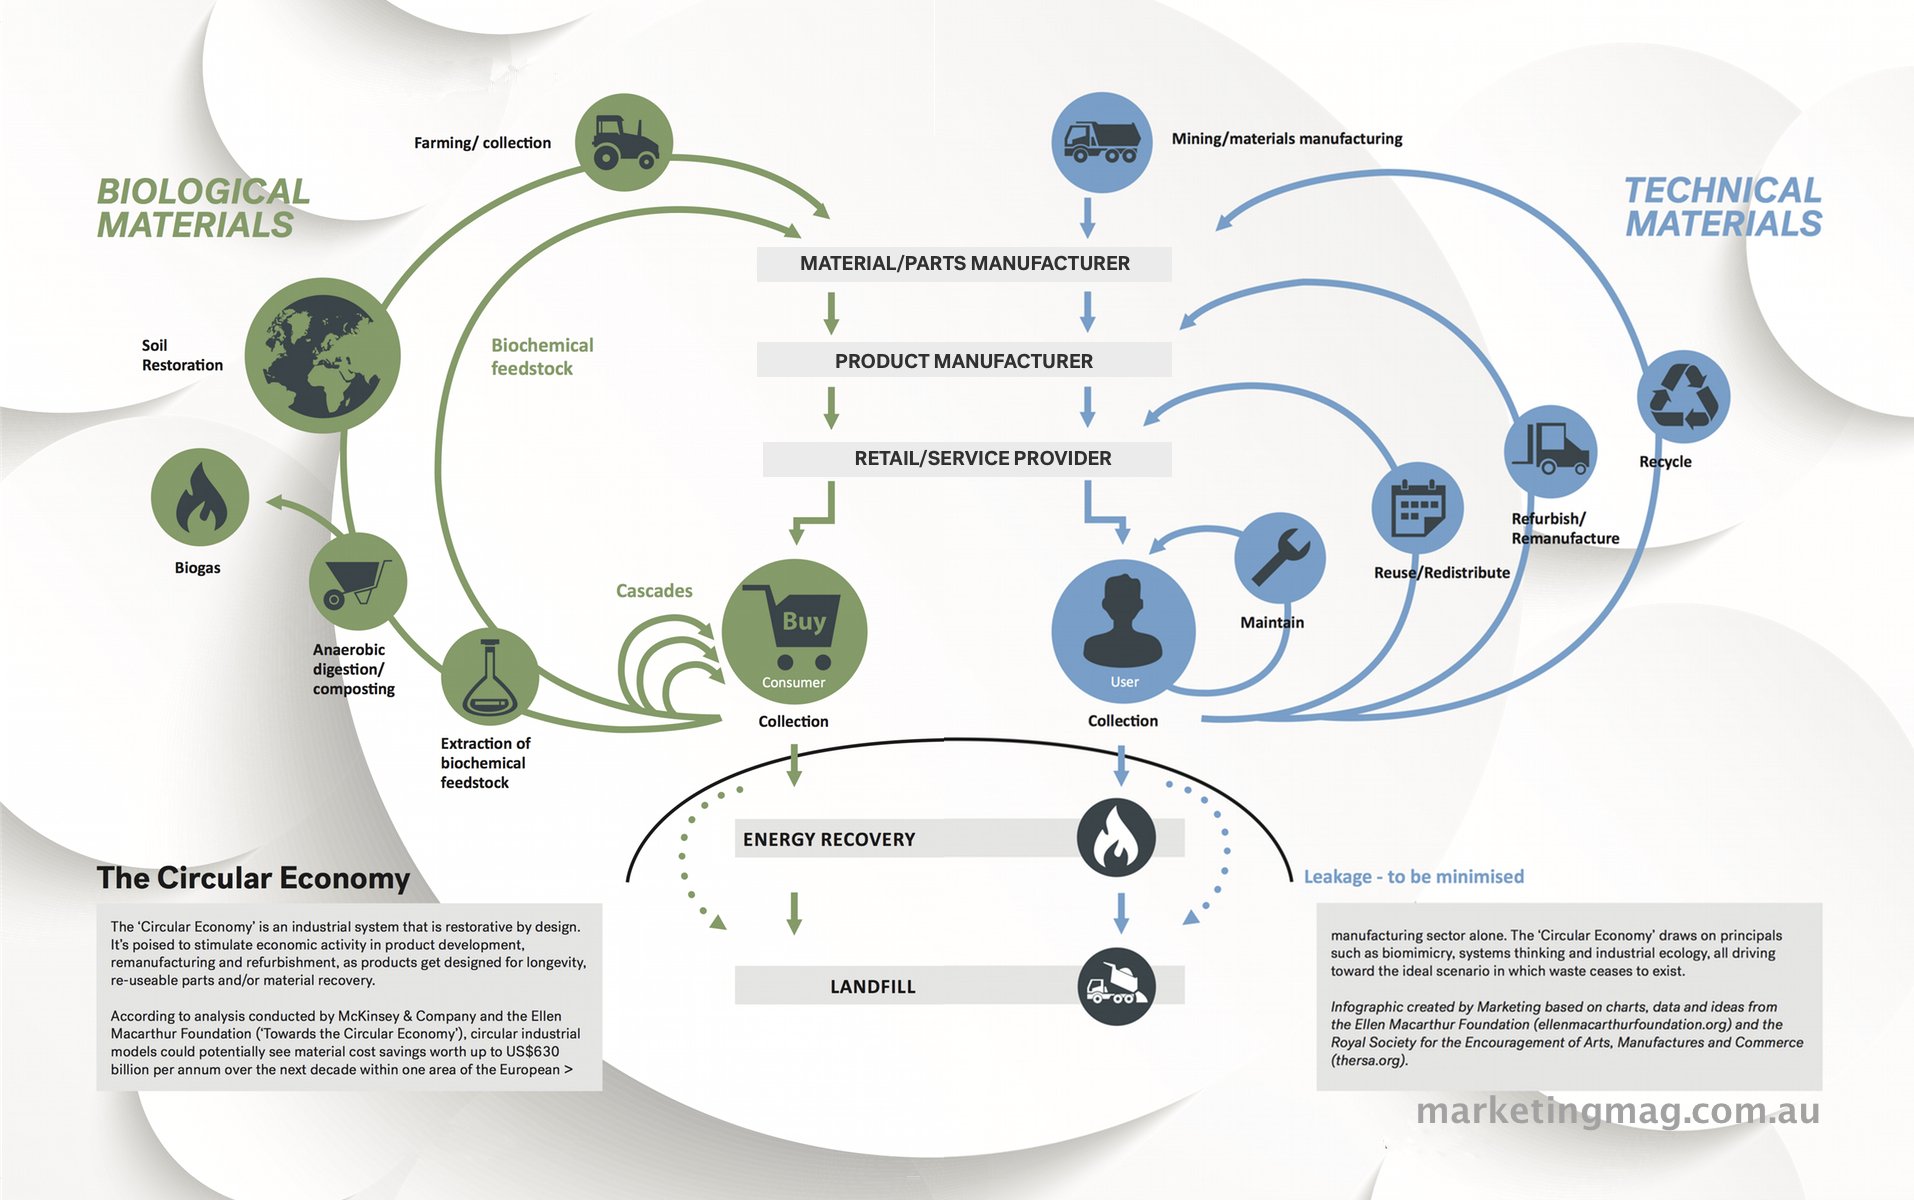 Farming/ collection
Mining/materials manufacturing
BIOLOGICAL
MATERIALS
TECHNICAL
MATERIALS
MATERIAL/PARTS MANUFACTURER
Soil
Restoration
Biochemical
feedstock
PRODUCT MANUFACTURER
RETAIL/SERVICE PROVIDER
Recycle
Refurbish/
Remanufacture
Reuse/Redistribute
Biogas
Cascades
Buy
Consumer
Maintain
User
Anaerobic
digestion/
composting
Collection
Collection
Extraction of
biochemical
feedstock
ENERGY RECOVERY
LANDFILL
Leakage - to be minimised
The Circular Economy
The ‘Circular Economy’ is an industrial system that is restorative by design.
It’s poised to stimulate economic activity in product development,
remanufacturing and refurbishment, as products get designed for longevity,
re-useable parts and/or material recovery.
According to analysis conducted by McKinsey & Company and the Ellen
Macarthur Foundation (‘Towards the Circular Economy’), circular industrial
models could potentially see material cost savings worth up to US$630
billion per annum over the next decade within one area of the European >
manufacturing sector alone. The ‘Circular Economy’ draws on principals
such as biomimicry, systems thinking and industrial ecology, all driving
toward the ideal scenario in which waste ceases to exist.
Infographic created by Marketing based on charts, data and ideas from
the Ellen Macarthur Foundation (ellenmacarthurfoundation.org) and the
Royal Society for the Encouragement of Arts, Manufactures and Commerce
(thersa.org).
marketingmag.com.au